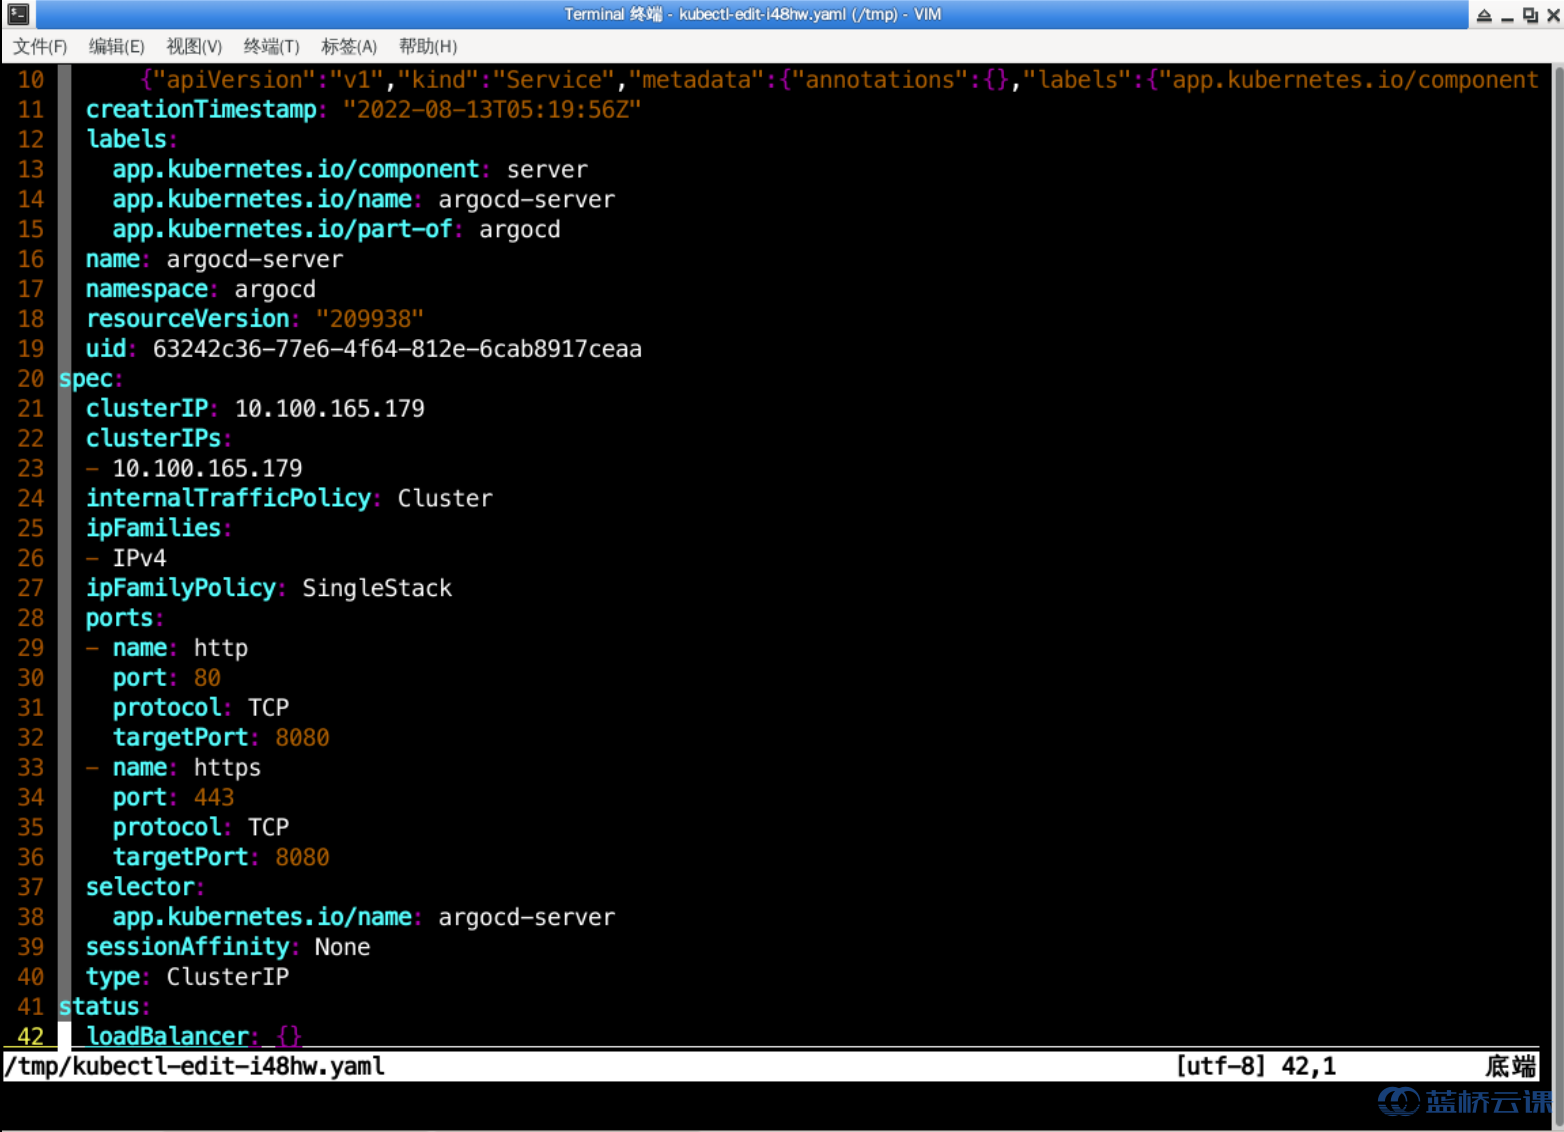 Terminal 终端 - kubectl-edit-i48hw.yaml (/tmp) - VIM
文件(F) 编辑(E) 视图(V) 终端(T) 标签(A) 帮助(H)
10 {"apiVersion":"v1","kind":"Service","metadata":{"annotations":{},"labels":{"app.kubernetes.io/component
11 creationTimestamp: "2022-08-13T05:19:56Z"
12 labels:
13 app.kubernetes.io/component: server
14 app.kubernetes.io/name: argocd-server
15 app.kubernetes.io/part-of: argocd
16 name: argocd-server
17 namespace: argocd
18 resourceVersion: "209938"
19 uid: 63242c36-77e6-4f64-812e-6cab8917ceaa
20 spec:
21 clusterIP: 10.100.165.179
22 clusterIPs:
23 - 10.100.165.179
24 internalTrafficPolicy: Cluster
25 ipFamilies:
26 - IPv4
27 ipFamilyPolicy: SingleStack
28 ports:
29 - name: http
30 port: 80
31 protocol: TCP
32 targetPort: 8080
33 - name: https
34 port: 443
35 protocol: TCP
36 targetPort: 8080
37 selector:
38 app.kubernetes.io/name: argocd-server
39 sessionAffinity: None
40 type: ClusterIP
41 status:
42 loadBalancer: {}
/tmp/kubectl-edit-i48hw.yaml [utf-8] 42,1 底端
蓝桥云课